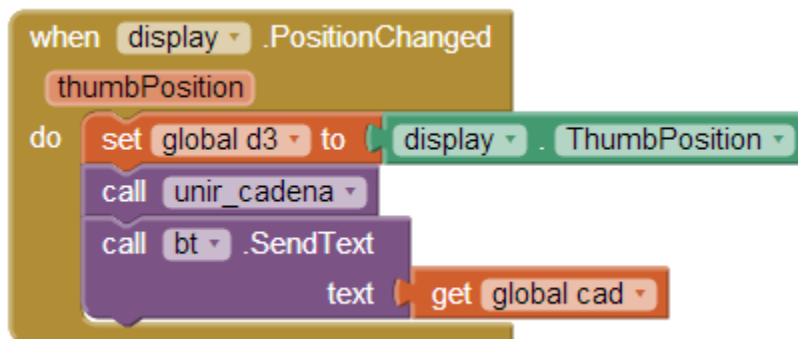 when display .PositionChanged
thumbPosition
do set global d3 to display . ThumbPosition
call unir_cadena
call bt .SendText
text get global cad